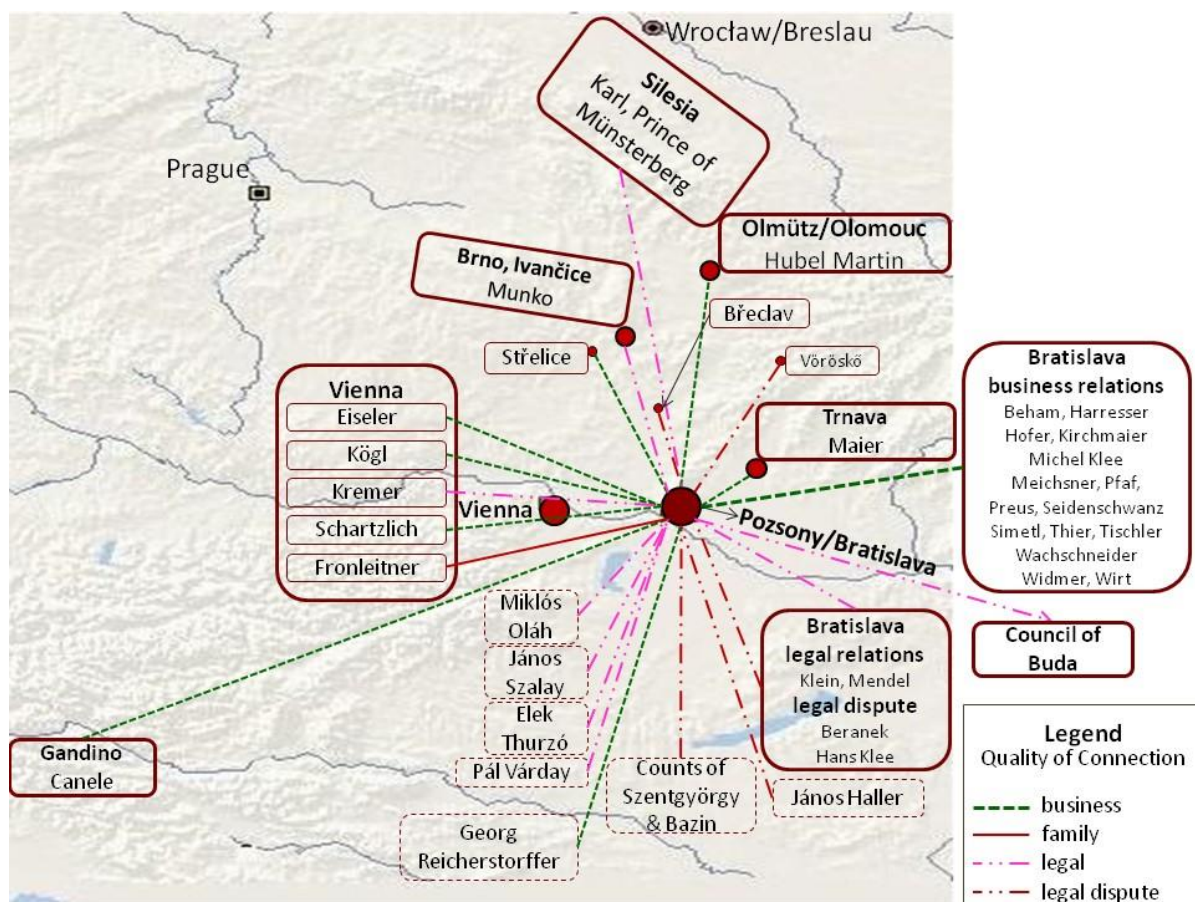 Wrocław/Breslau
Silesia
Karl, Prince of
Münsterberg
Prague
Olmütz/Olomouc
Hubel Martin
Brno, Ivančice
Munko
Břeclav
Střelice
Vöröskő
Vienna
Eiseler
Kögl
Kremer
Schartzlich
Fronleitner
Trnava
Maier
Vienna
Pozsony/Bratislava
Bratislava
business relations
Beham, Harresser
Hofer, Kirchmaier
Michel Klee
Meichsner, Pfaf,
Preus, Seidenschwanz
Simetl, Thier, Tischler
Wachschneider
Widmer, Wirt
Miklós
Oláh
János
Szalay
Elek
Thurzó
Pál Várday
Georg
Reicherstorffer
Counts of
Szentgyörgy
& Bazin
Bratislava
legal relations
Klein, Mendel
legal dispute
Beranek
Hans Klee
János Haller
Council of
Buda
Gandino
Canele
Legend
Quality of Connection
business
family
legal
legal dispute